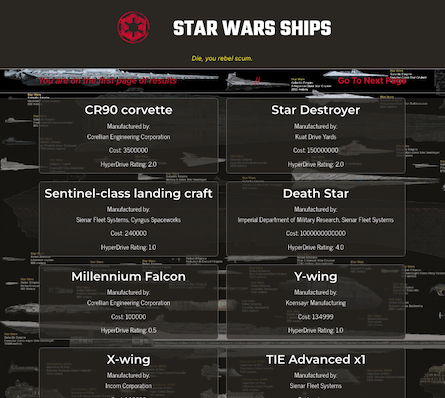 STAR WARS SHIPS
Die, you rebel scum.
You are on the first page of results
//
Go To Next Page
CR90 corvette
Manufactured by:
Corellian Engineering Corporation
Cost: 3500000
HyperDrive Rating: 2.0
Star Destroyer
Manufactured by:
Kuat Drive Yards
Cost: 150000000
HyperDrive Rating: 2.0
Sentinel-class landing craft
Manufactured by:
Sienar Fleet Systems, Cyngus Spaceworks
Cost: 240000
HyperDrive Rating: 1.0
Death Star
Manufactured by:
Imperial Department of Military Research, Sienar Fleet Systems
Cost: 1000000000000
HyperDrive Rating: 4.0
Millennium Falcon
Manufactured by:
Corellian Engineering Corporation
Cost: 100000
HyperDrive Rating: 0.5
Y-wing
Manufactured by:
Koensayr Manufacturing
Cost: 134999
HyperDrive Rating: 1.0
X-wing
Manufactured by:
Incom Corporation
TIE Advanced x1
Manufactured by:
Sienar Fleet Systems